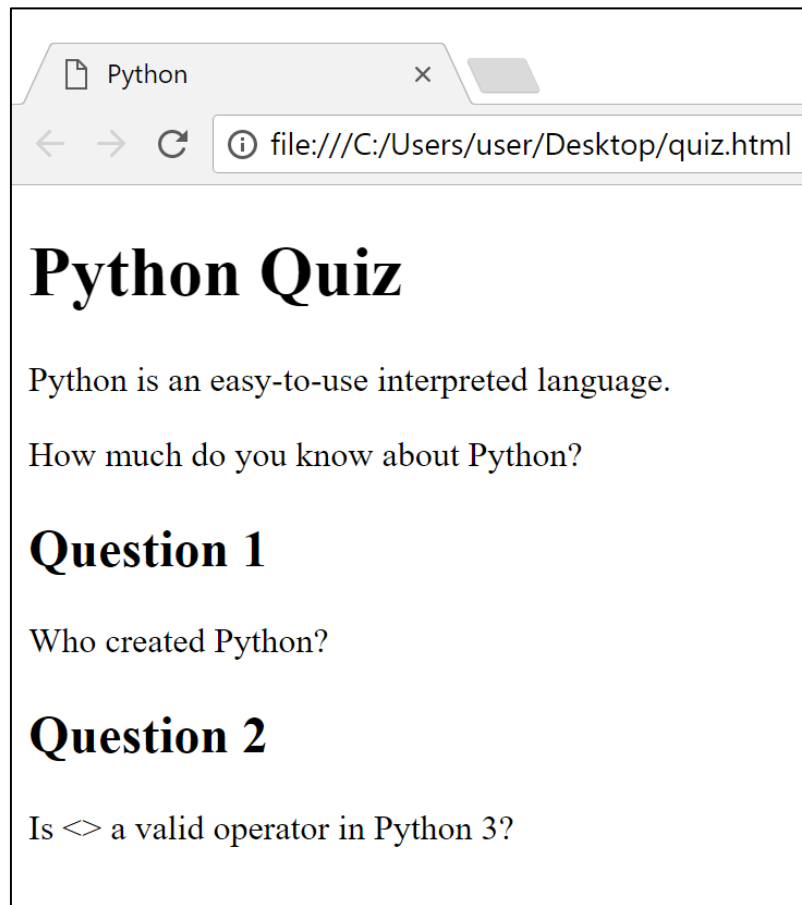 Python
file:///C:/Users/user/Desktop/quiz.html
Python Quiz
Python is an easy-to-use interpreted language.
How much do you know about Python?
Question 1
Who created Python?
Question 2
Is <> a valid operator in Python 3?